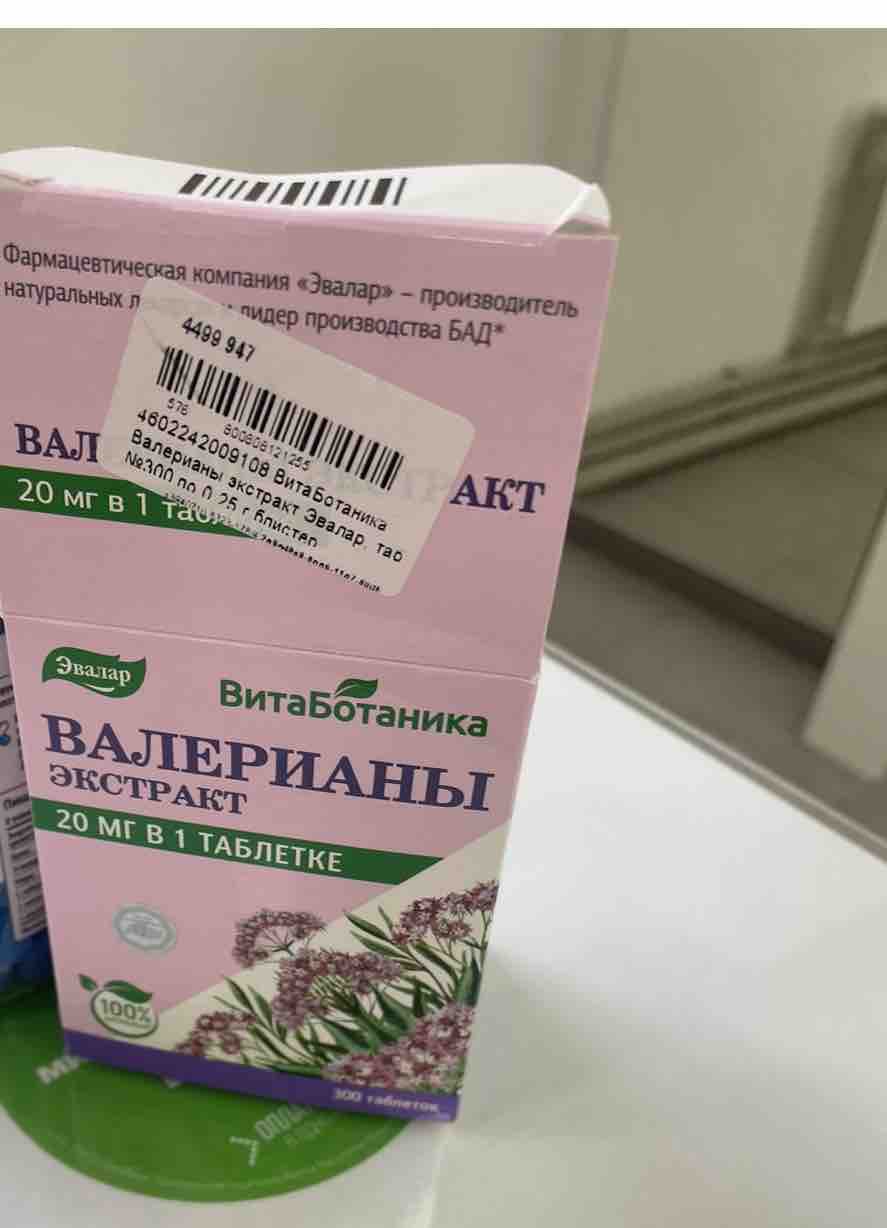 Фармацевтическая компания «Эвалар» – производитель
натуральных лидер производства БАД*
4499 947
576 800608121255
4602242009108 ВитаБотаника
Валерианы экстракт Эвалар, таб
№300 по 0,25 г блистер
ВАЛ АКТ
20 мг в 1 таб
Эвалар
ВитаБотаника
ВАЛЕРИАНЫ
ЭКСТРАКТ
20 МГ В 1 ТАБЛЕТКЕ
100%
300 таблеток